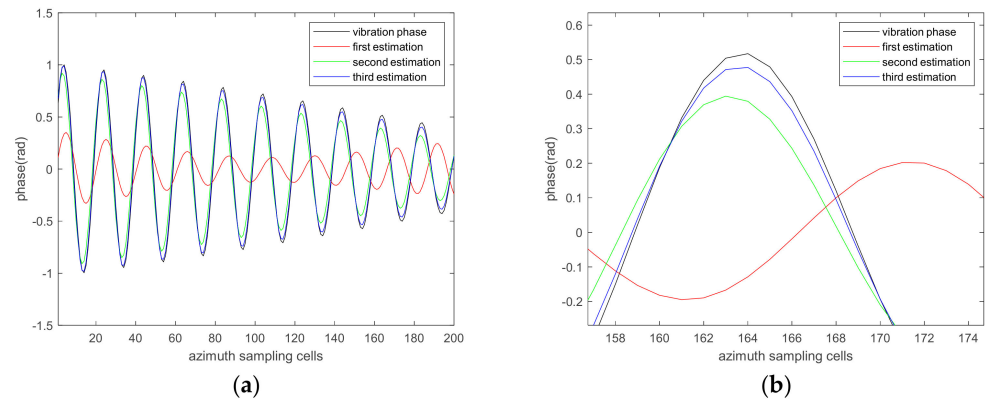 1.5
1
0.5
0
-0.5
-1
-1.5
phase(rad)
20 40 60 80 100 120 140 160 180 200
azimuth sampling cells
vibration phase
first estimation
second estimation
third estimation
(a)
0.6
0.5
0.4
0.3
0.2
0.1
0
-0.1
-0.2
phase(rad)
158 160 162 164 166 168 170 172 174
azimuth sampling cells
vibration phase
first estimation
second estimation
third estimation
(b)